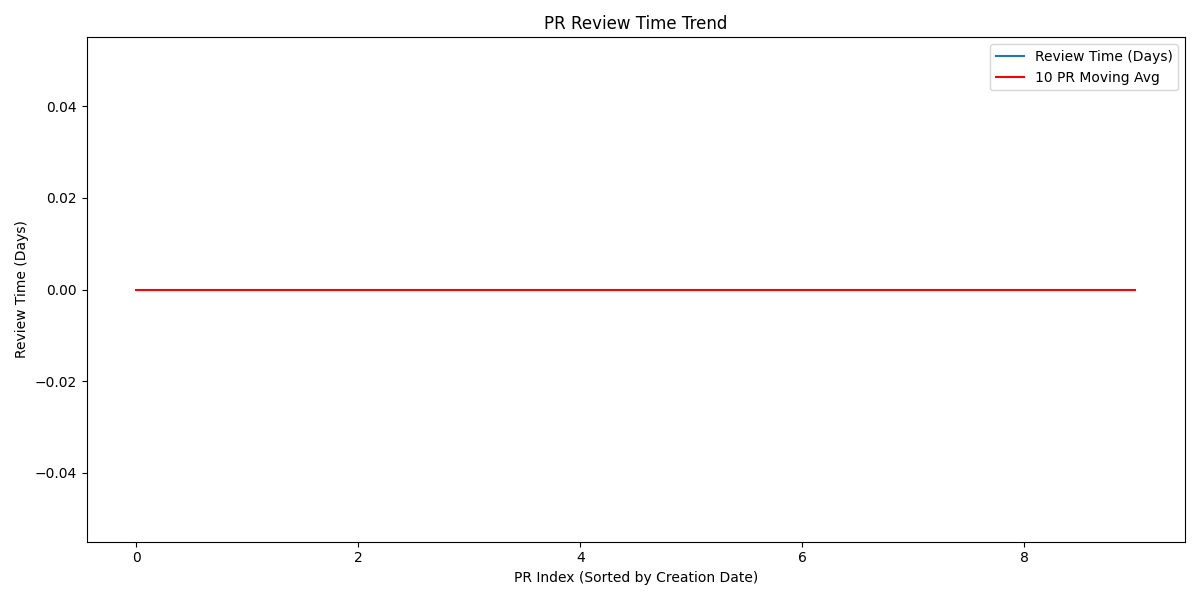 PR Review Time Trend
Review Time (Days)
10 PR Moving Avg
Review Time (Days)
0.04
0.02
0.00
−0.02
−0.04
0 2 4 6 8
PR Index (Sorted by Creation Date)